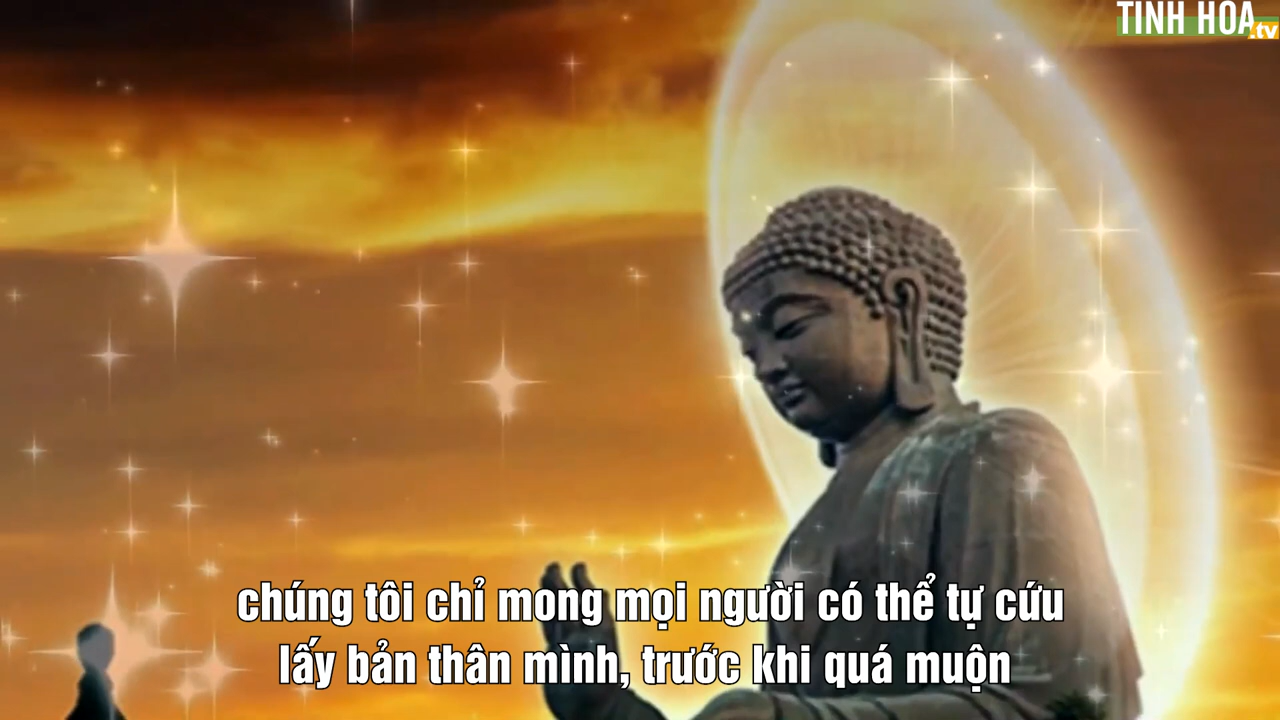 TINH HOA
.tv
chúng tôi chỉ mong mọi người có thể tự cứu
lấy bản thân mình, trước khi quá muộn